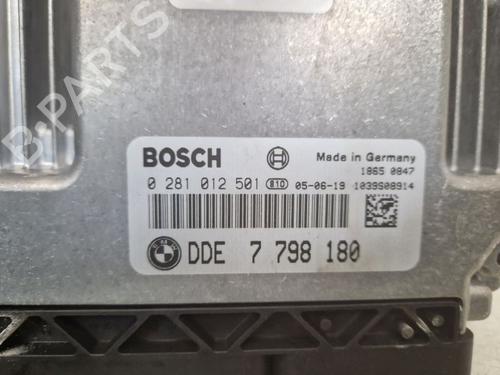 B-PARTS
BOSCH
Made in Germany
1865 0847
0 281 012 501 E10 05-06-19 1039S08914
DDE 7 798 180